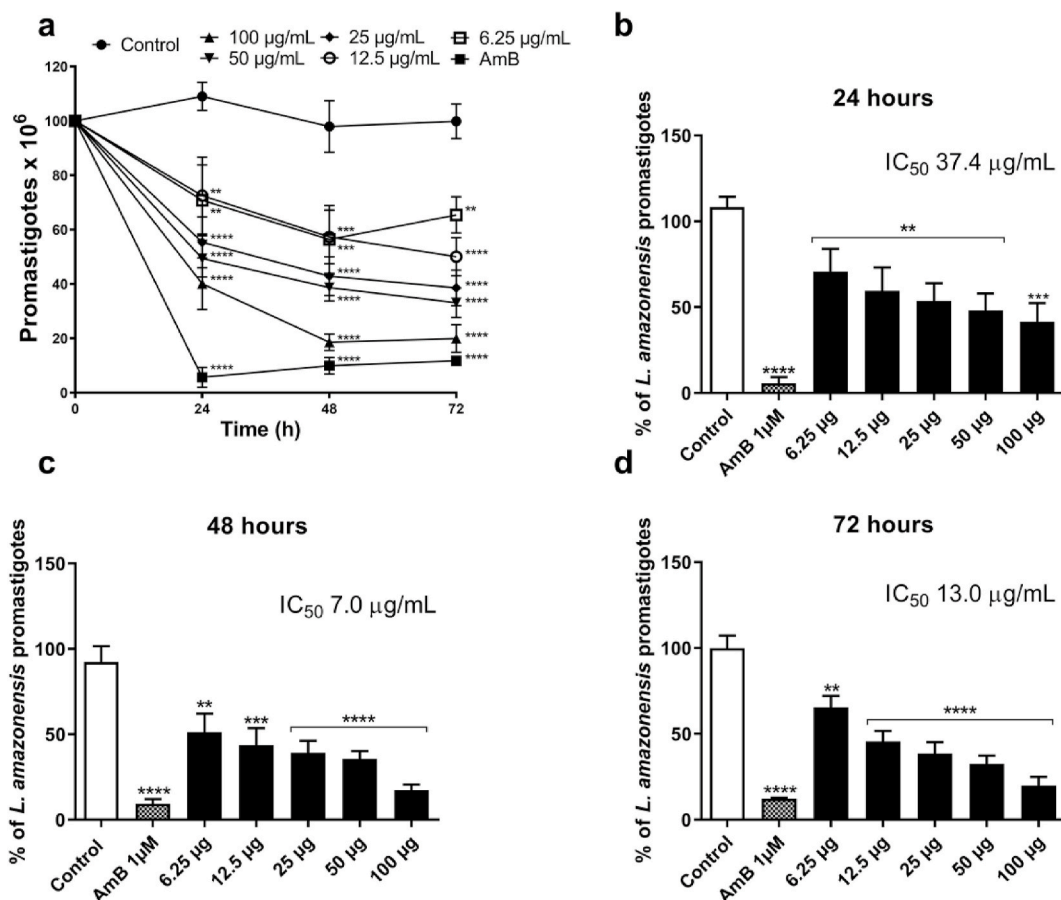 a
Control
100 µg/mL
25 µg/mL
6.25 µg/mL
50 µg/mL
12.5 µg/mL
AmB
Promastigotes x 10⁶
120
100
80
60
40
20
0
**
**
****
****
****
****
***
***
****
****
****
****
**
****
****
****
****
****
0
24
48
72
Time (h)
b
24 hours
IC₅₀ 37.4 µg/mL
% of L. amazonensis promastigotes
150
100
50
0
****
**
***
Control
AmB 1µM
6.25 µg
12.5 µg
25 µg
50 µg
100 µg
c
48 hours
IC₅₀ 7.0 µg/mL
% of L. amazonensis promastigotes
150
100
50
0
****
**
***
****
Control
AmB 1µM
6.25 µg
12.5 µg
25 µg
50 µg
100 µg
d
72 hours
IC₅₀ 13.0 µg/mL
% of L. amazonensis promastigotes
150
100
50
0
****
**
****
Control
AmB 1µM
6.25 µg
12.5 µg
25 µg
50 µg
100 µg